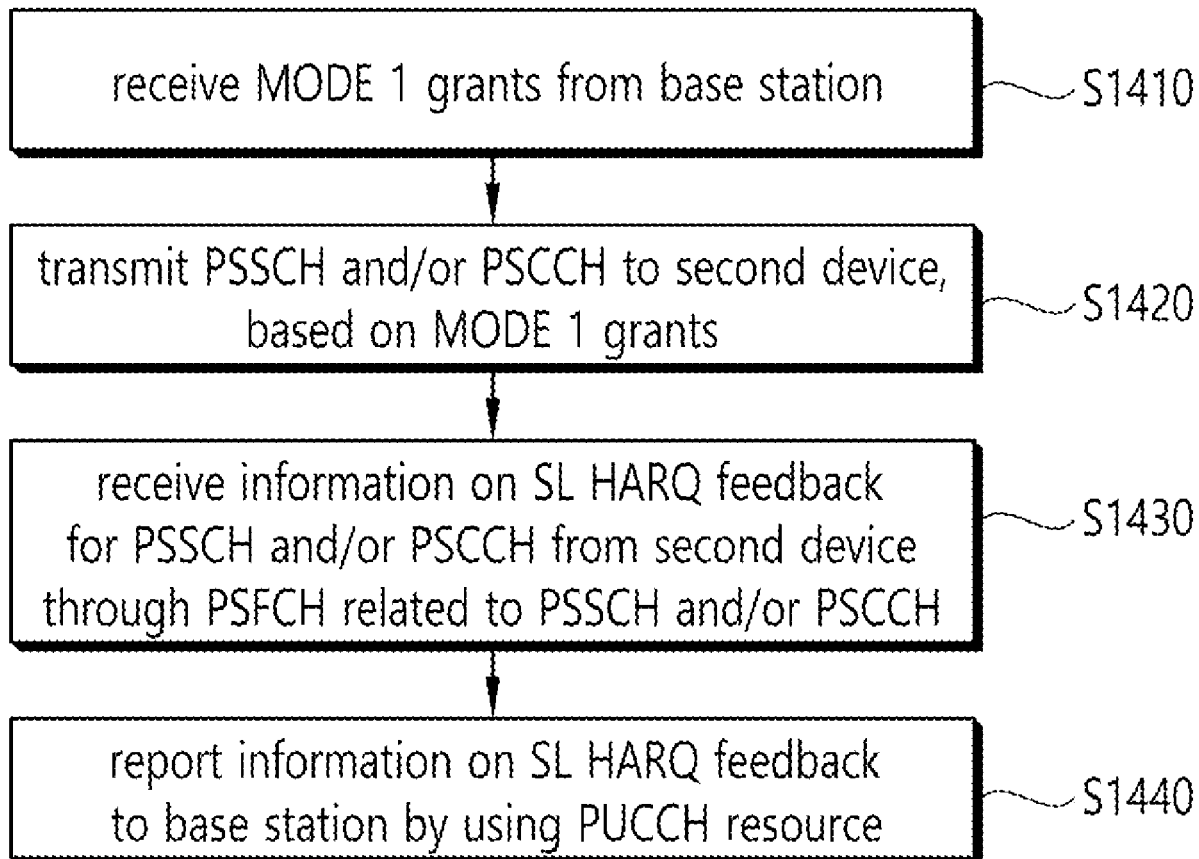 receive MODE 1 grants from base station
S1410
transmit PSSCH and/or PSCCH to second device,
based on MODE 1 grants
S1420
receive information on SL HARQ feedback
for PSSCH and/or PSCCH from second device
through PSFCH related to PSSCH and/or PSCCH
S1430
report information on SL HARQ feedback
to base station by using PUCCH resource
S1440